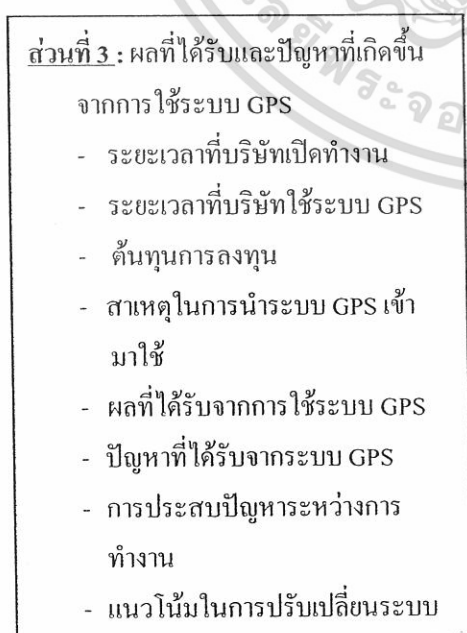 ส่วนที่ 3 : ผลที่ได้รับและปัญหาที่เกิดขึ้น
จากการใช้ระบบ GPS
- ระยะเวลาที่บริษัทเปิดทำงาน
- ระยะเวลาที่บริษัทใช้ระบบ GPS
- ต้นทุนการลงทุน
- สาเหตุในการนำระบบ GPS เข้า
มาใช้
- ผลที่ได้รับจากการใช้ระบบ GPS
- ปัญหาที่ได้รับจากระบบ GPS
- การประสบปัญหาระหว่างการ
ทำงาน
- แนวโน้มในการปรับเปลี่ยนระบบ